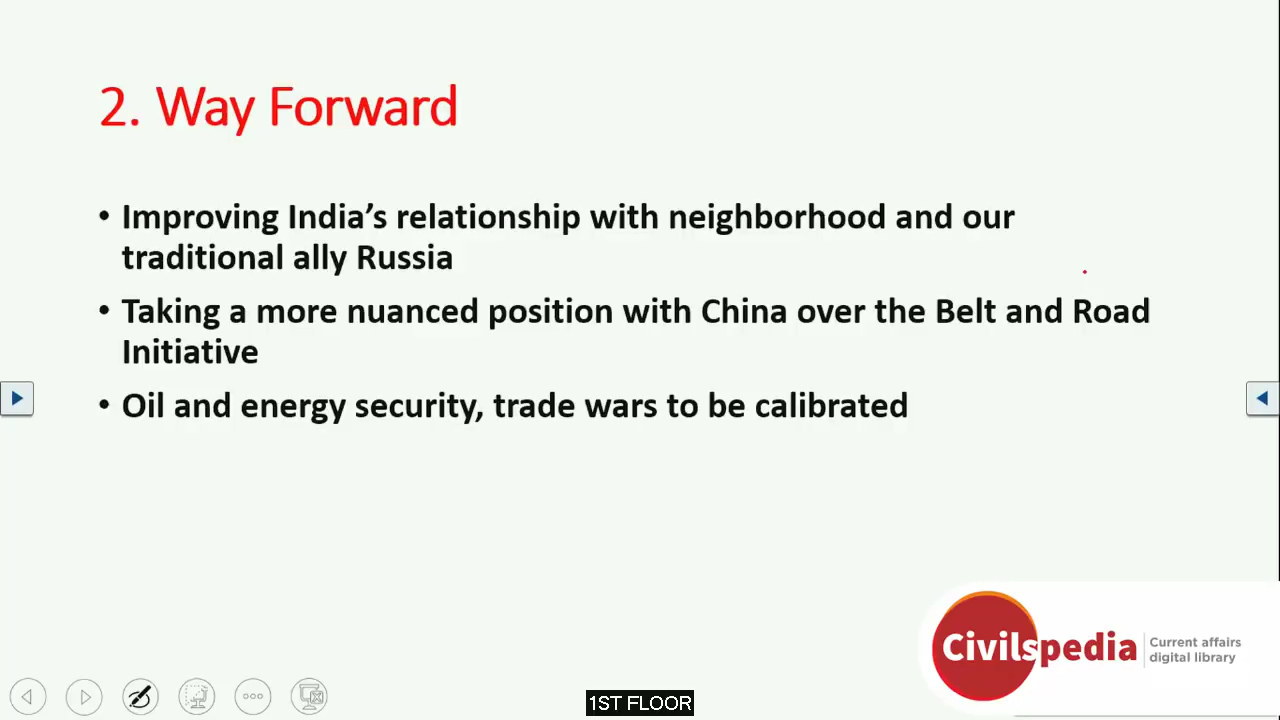 2. Way Forward
• Improving India’s relationship with neighborhood and our
traditional ally Russia
• Taking a more nuanced position with China over the Belt and Road
Initiative
• Oil and energy security, trade wars to be calibrated
Civilspedia
Current affairs
digital library
1ST FLOOR